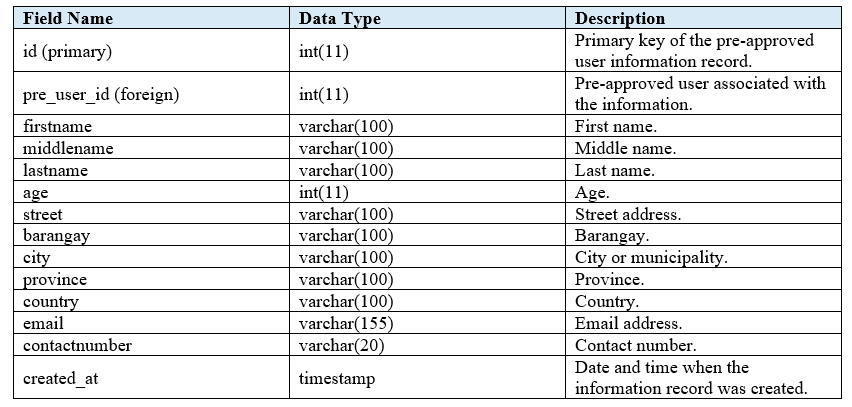 Field Name Data Type Description
id (primary) int(11) Primary key of the pre-approved
user information record.
pre_user_id (foreign) int(11) Pre-approved user associated with
the information.
firstname varchar(100) First name.
middlename varchar(100) Middle name.
lastname varchar(100) Last name.
age int(11) Age.
street varchar(100) Street address.
barangay varchar(100) Barangay.
city varchar(100) City or municipality.
province varchar(100) Province.
country varchar(100) Country.
email varchar(155) Email address.
contactnumber varchar(20) Contact number.
created_at timestamp Date and time when the
information record was created.